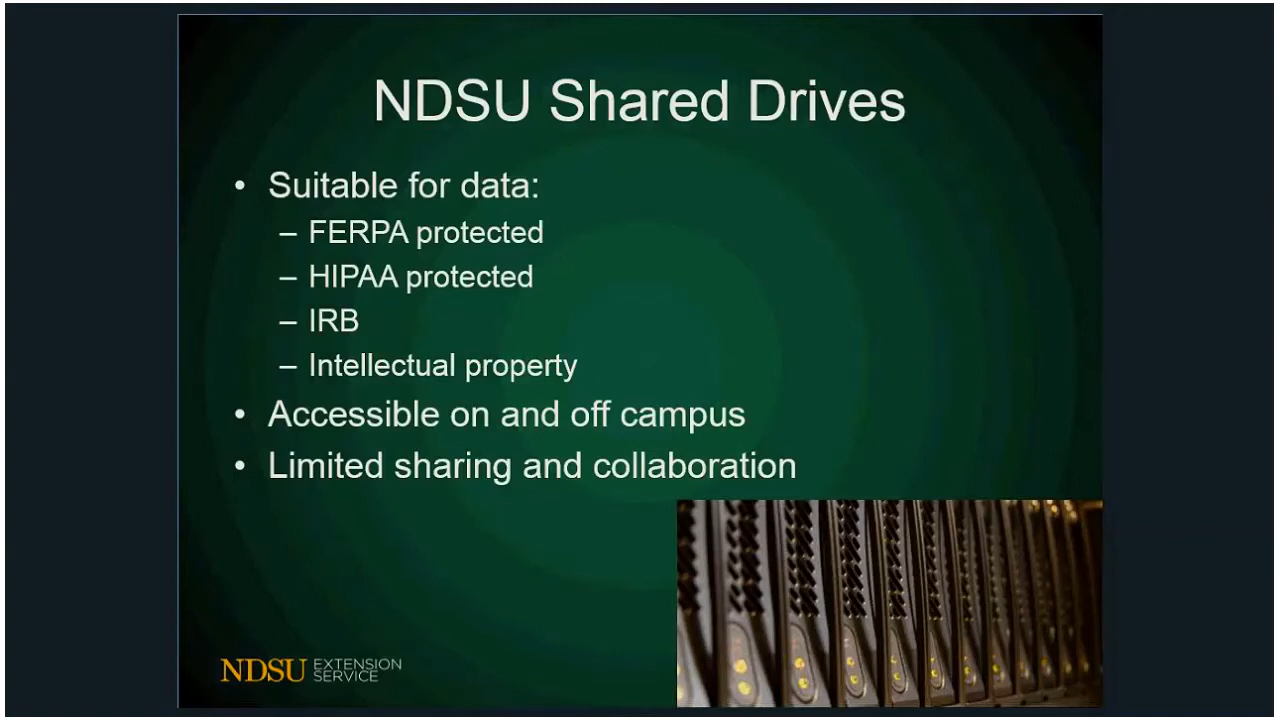 NDSU Shared Drives
• Suitable for data:
– FERPA protected
– HIPAA protected
– IRB
– Intellectual property
• Accessible on and off campus
• Limited sharing and collaboration
NDSU EXTENSION
SERVICE